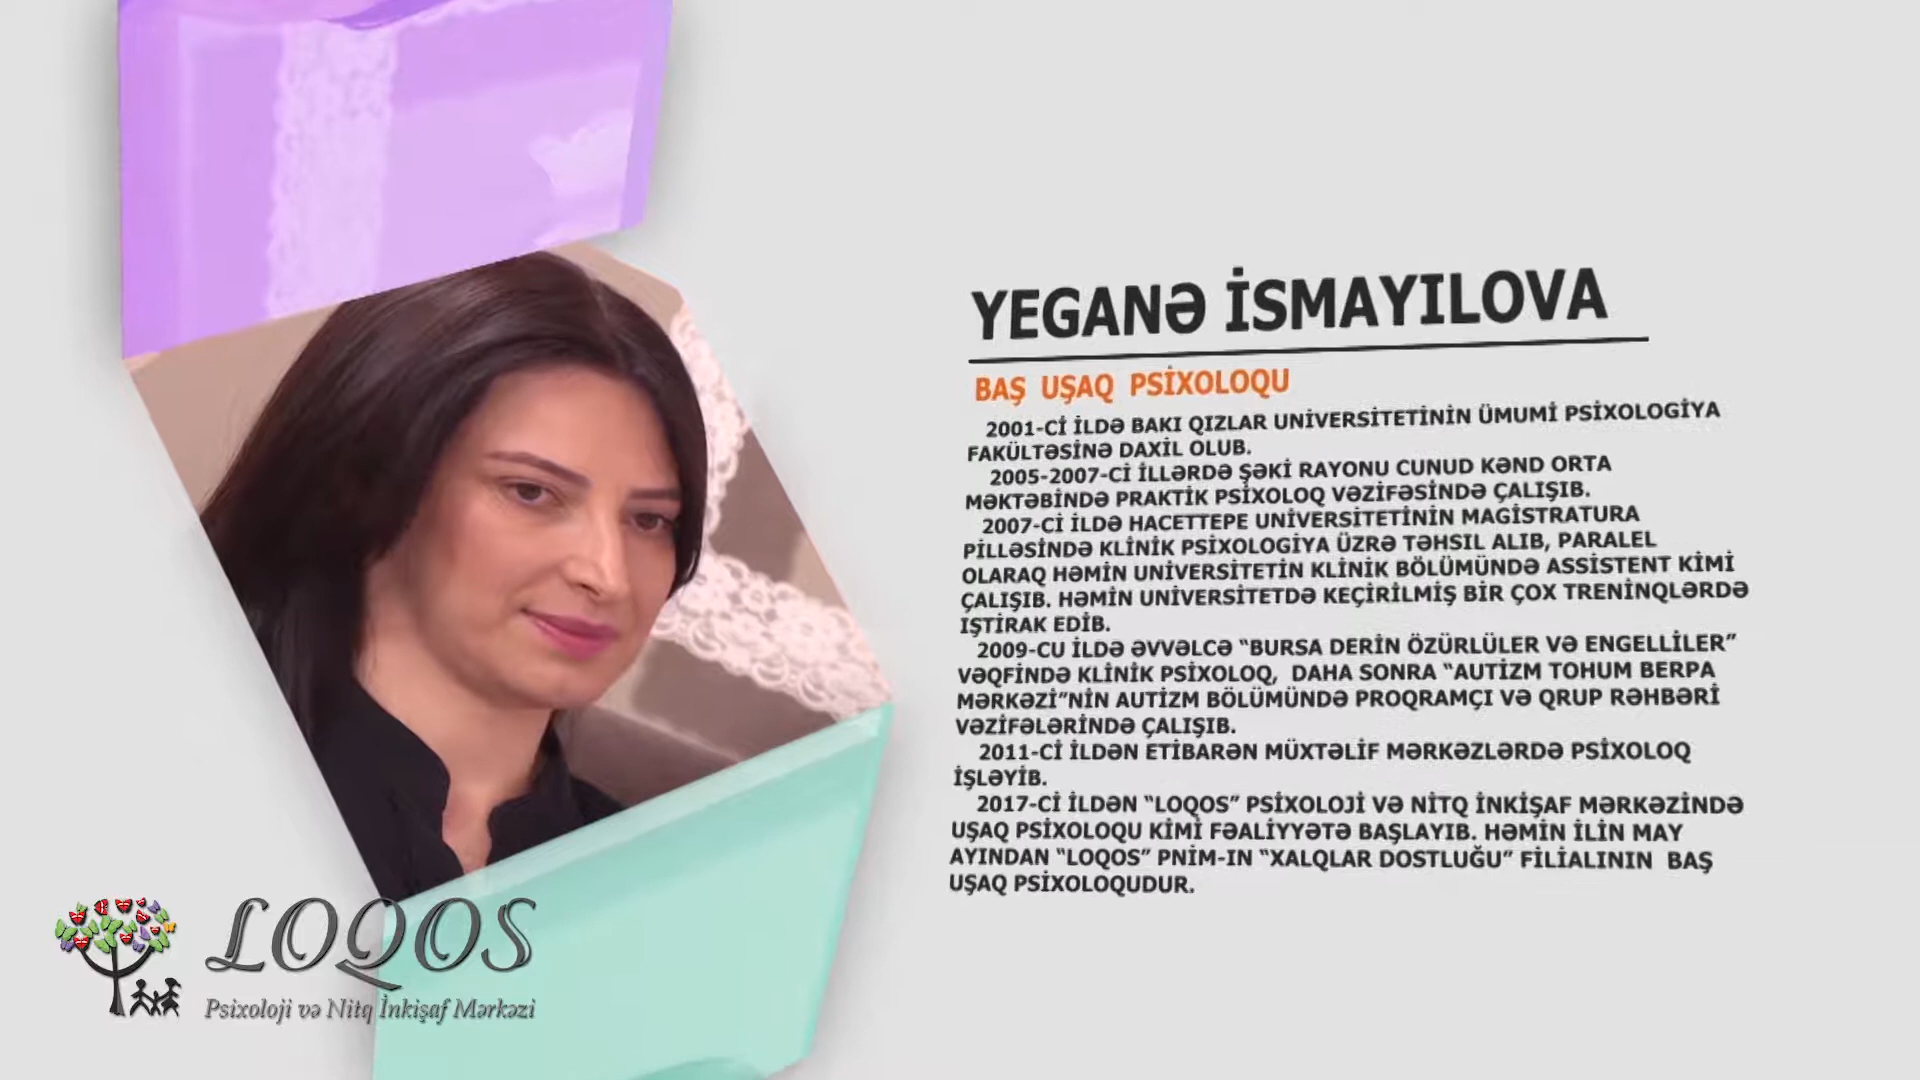 YEGANƏ İSMAYILOVA
BAŞ UŞAQ PSİXOLOQU
2001-Cİ İLDƏ BAKI QIZLAR UNİVERSİTETİNİN ÜMUMİ PSİXOLOGİYA
FAKÜLTƏSİNƏ DAXİL OLUB.
2005-2007-Cİ İLLƏRDƏ ŞƏKİ RAYONU CUNUD KƏND ORTA
MƏKTƏBİNDƏ PRAKTİK PSİXOLOQ VƏZİFƏSİNDƏ ÇALIŞIB.
2007-Cİ İLDƏ HACETTEPE UNİVERSİTETİNİN MAGİSTRATURA
PİLLƏSİNDƏ KLİNİK PSİXOLOGİYA ÜZRƏ TƏHSIL ALIB, PARALEL
OLARAQ HƏMİN UNİVERSİTETİN KLİNİK BÖLÜMÜNDƏ ASSİSTENT KİMİ
ÇALIŞIB. HƏMİN UNİVERSİTETDƏ KEÇİRİLMİŞ BİR ÇOX TRENİNQLƏRDƏ
IŞTİRAK EDİB.
2009-CU İLDƏ ƏVVƏLCƏ "BURSA DERİN ÖZÜRLÜLER VƏ ENGELLİLER"
VƏQFİNDƏ KLİNİK PSİXOLOQ, DAHA SONRA "AUTİZM TOHUM BERPA
MƏRKƏZİ"NİN AUTİZM BÖLÜMÜNDƏ PROQRAMÇI VƏ QRUP RƏHBƏRİ
VƏZİFƏLƏRİNDƏ ÇALIŞIB.
2011-Cİ İLDƏN ETİBARƏN MÜXTƏLİF MƏRKƏZLƏRDƏ PSİXOLOQ
İŞLƏYİB.
2017-Cİ İLDƏN "LOQOS" PSİXOLOJİ VƏ NİTQ İNKİŞAF MƏRKƏZİNDƏ
UŞAQ PSİXOLOQU KİMİ FƏALİYYƏTƏ BAŞLAYIB. HƏMİN İLİN MAY
AYINDAN "LOQOS" PNİM-IN "XALQLAR DOSTLUĞU" FİLİALININ BAŞ
UŞAQ PSİXOLOQUDUR.
LOQOS
Psixoloji və Nitq İnkişaf Mərkəzi